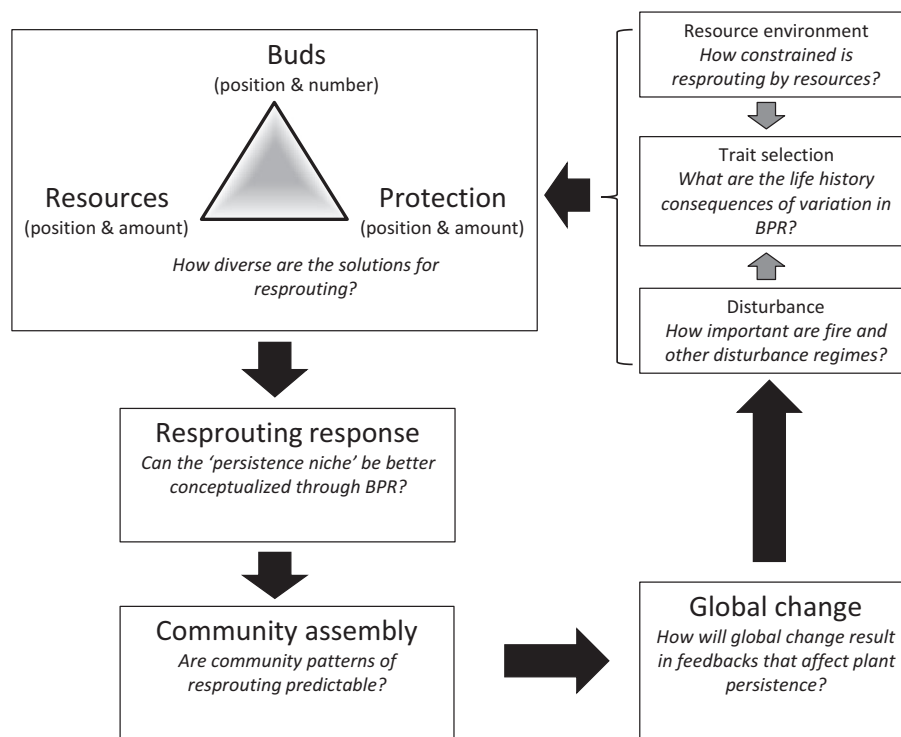 Buds
(position & number)
Resources
(position & amount)
Protection
(position & amount)
How diverse are the solutions for
resprouting?
Resource environment
How constrained is
resprouting by resources?
Trait selection
What are the life history
consequences of variation in
BPR?
Disturbance
How important are fire and
other disturbance regimes?
Resprouting response
Can the ‘persistence niche’ be better
conceptualized through BPR?
Community assembly
Are community patterns of
resprouting predictable?
Global change
How will global change result
in feedbacks that affect plant
persistence?